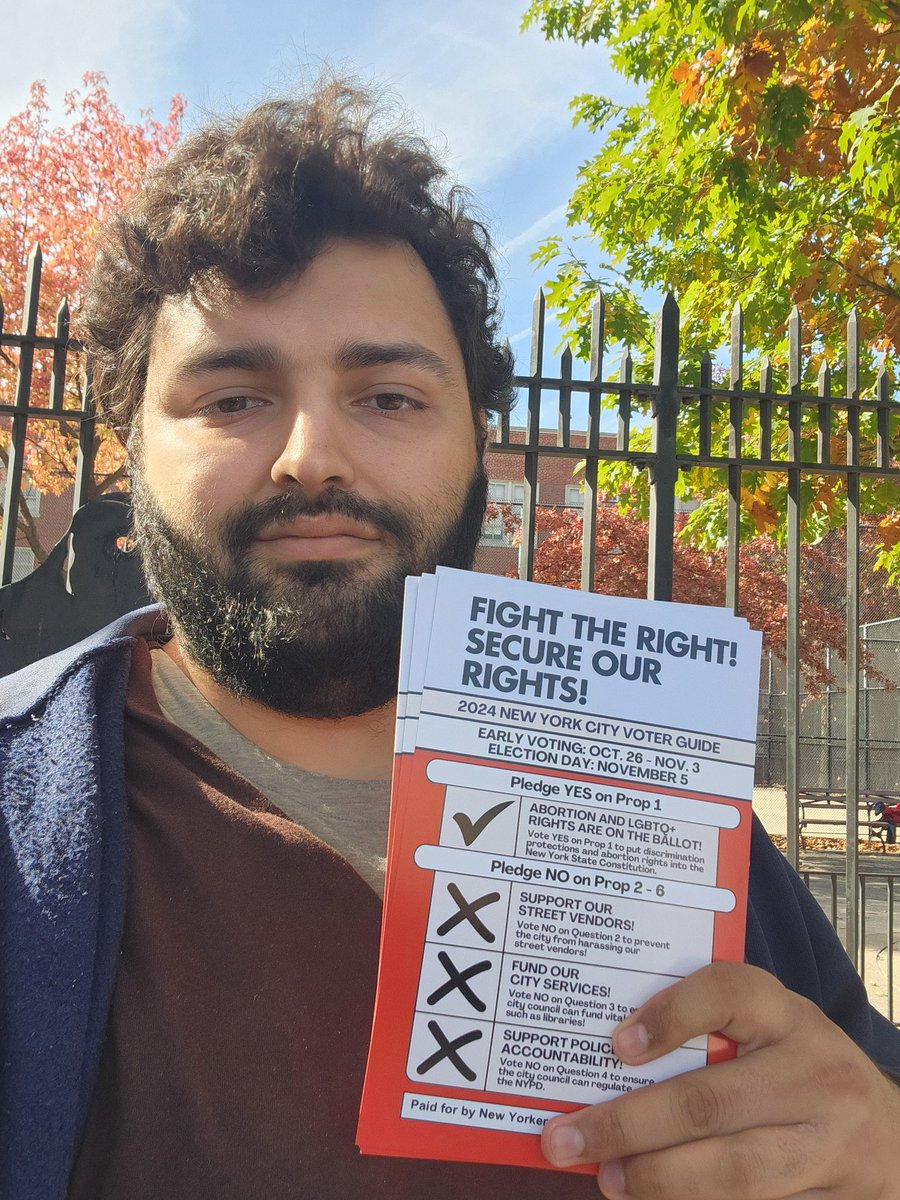 FIGHT THE RIGHT!
SECURE OUR
RIGHTS!
2024 NEW YORK CITY VOTER GUIDE
EARLY VOTING: OCT. 26 - NOV. 3
ELECTION DAY: NOVEMBER 5
Pledge YES on Prop 1
ABORTION AND LGBTQ+
RIGHTS ARE ON THE BALLOT!
Vote YES on Prop 1 to put discrimination
protections and abortion rights into the
New York State Constitution.
Pledge NO on Prop 2 - 6
SUPPORT OUR
STREET VENDORS!
Vote NO on Question 2 to prevent
the city from harassing our
street vendors!
FUND OUR
CITY SERVICES!
Vote NO on Question 3 to
city council can fund
such as libraries!
SUPPORT POLICE
ACCOUNTABILITY!
Vote NO on Question 4 to ensure
the city council can regulate
the NYPD.
Paid for by New